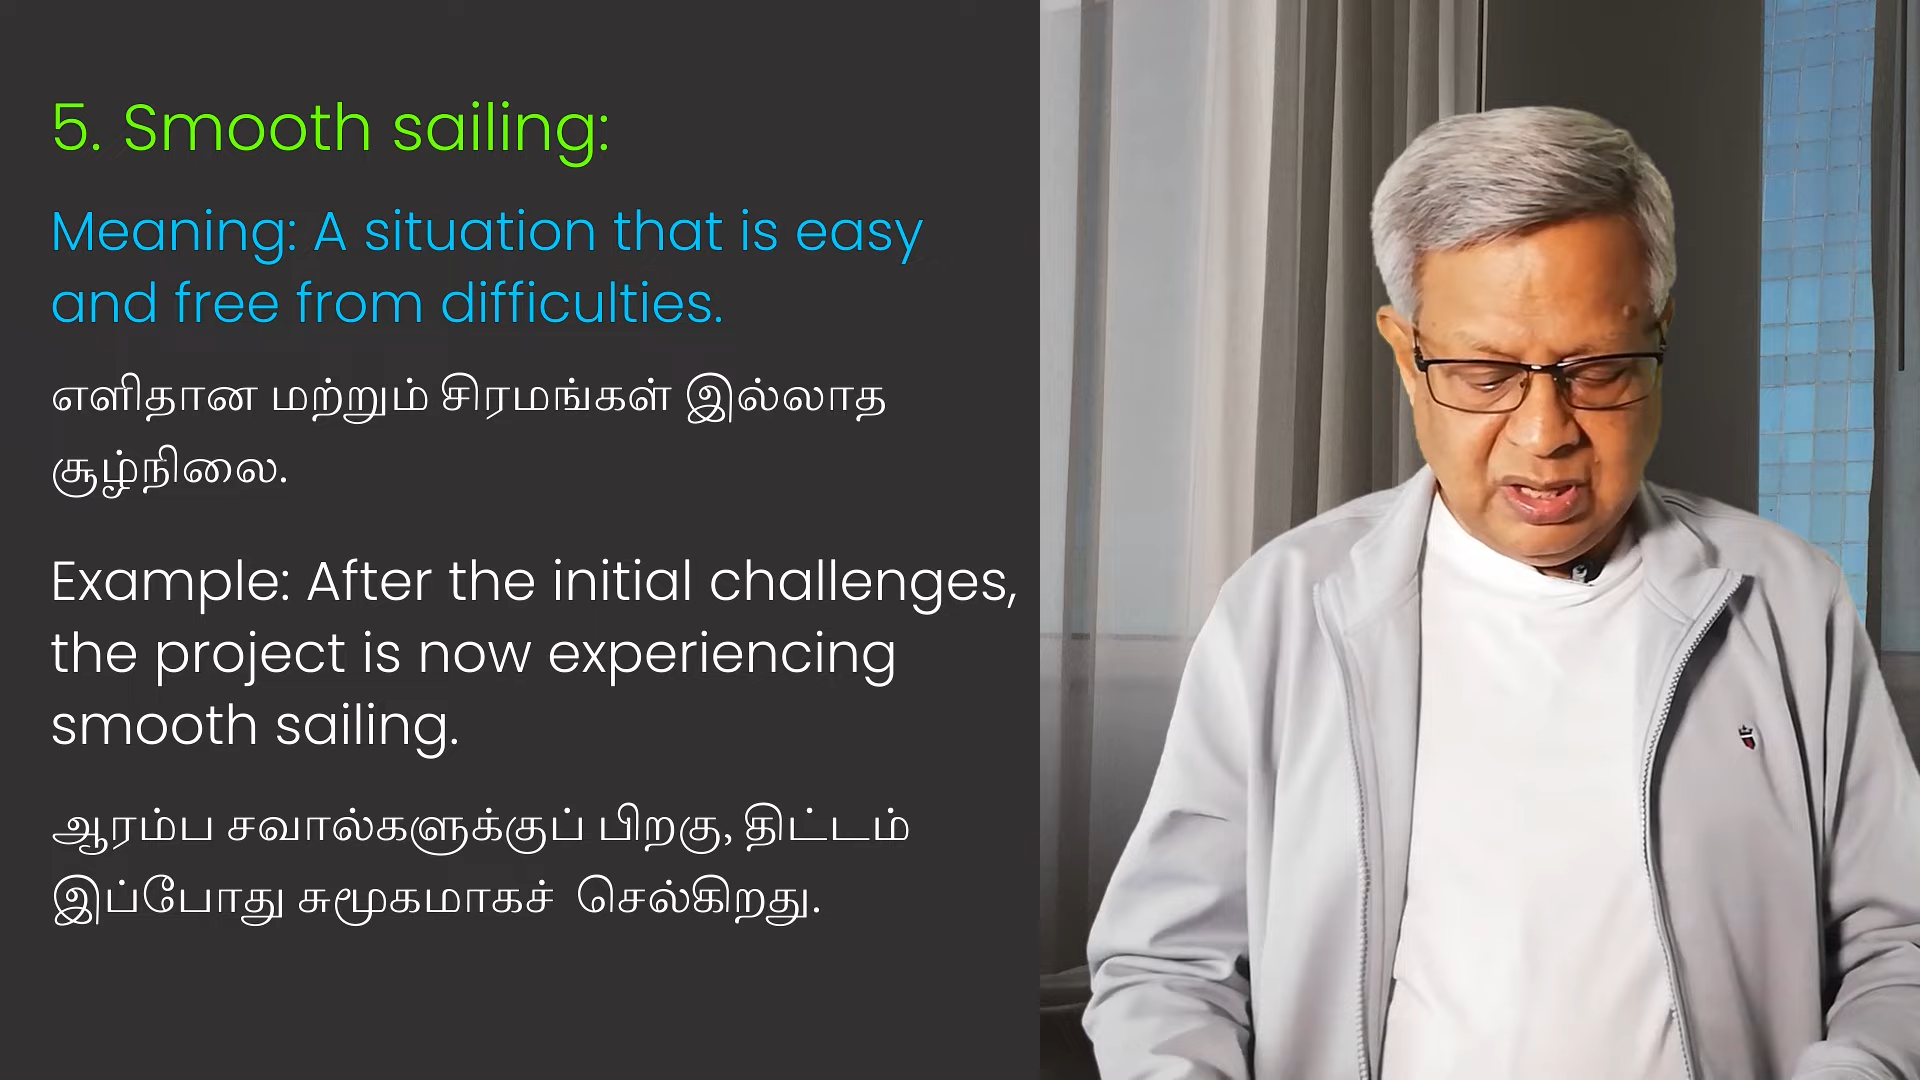 5. Smooth sailing:
Meaning: A situation that is easy
and free from difficulties.
எளிதான மற்றும் சிரமங்கள் இல்லாத
சூழ்நிலை.
Example: After the initial challenges,
the project is now experiencing
smooth sailing.
ஆரம்ப சவால்களுக்குப் பிறகு, திட்டம்
இப்போது சுமூகமாகச் செல்கிறது.